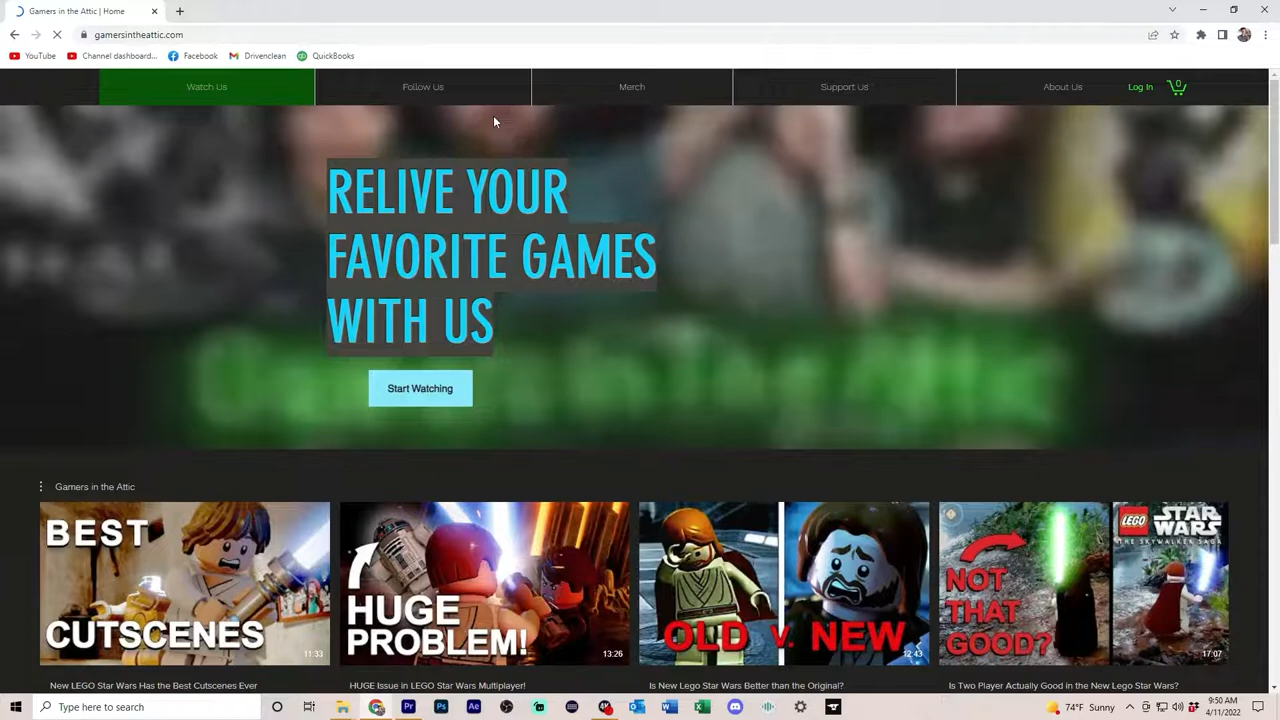 Gamers in the Attic | Home
gamersintheattic.com
YouTube
Channel dashboard...
Facebook
Drivenclean
QuickBooks
Watch Us
Follow Us
Merch
Support Us
About Us
Log In
0
RELIVE YOUR
FAVORITE GAMES
WITH US
Start Watching
Gamers in the Attic
BEST
CUTSCENES
11:33
HUGE
PROBLEM!
13:26
OLD v. NEW
12:43
NOT
THAT
GOOD?
LEGO STAR WARS
THE SKYWALKER SAGA
17:07
New LEGO Star Wars Has the Best Cutscenes Ever
HUGE Issue in LEGO Star Wars Multiplayer!
Is New Lego Star Wars Better than the Original?
Is Two Player Actually Good in the New Lego Star Wars?
Type here to search
74°F Sunny
9:50 AM
4/11/2022